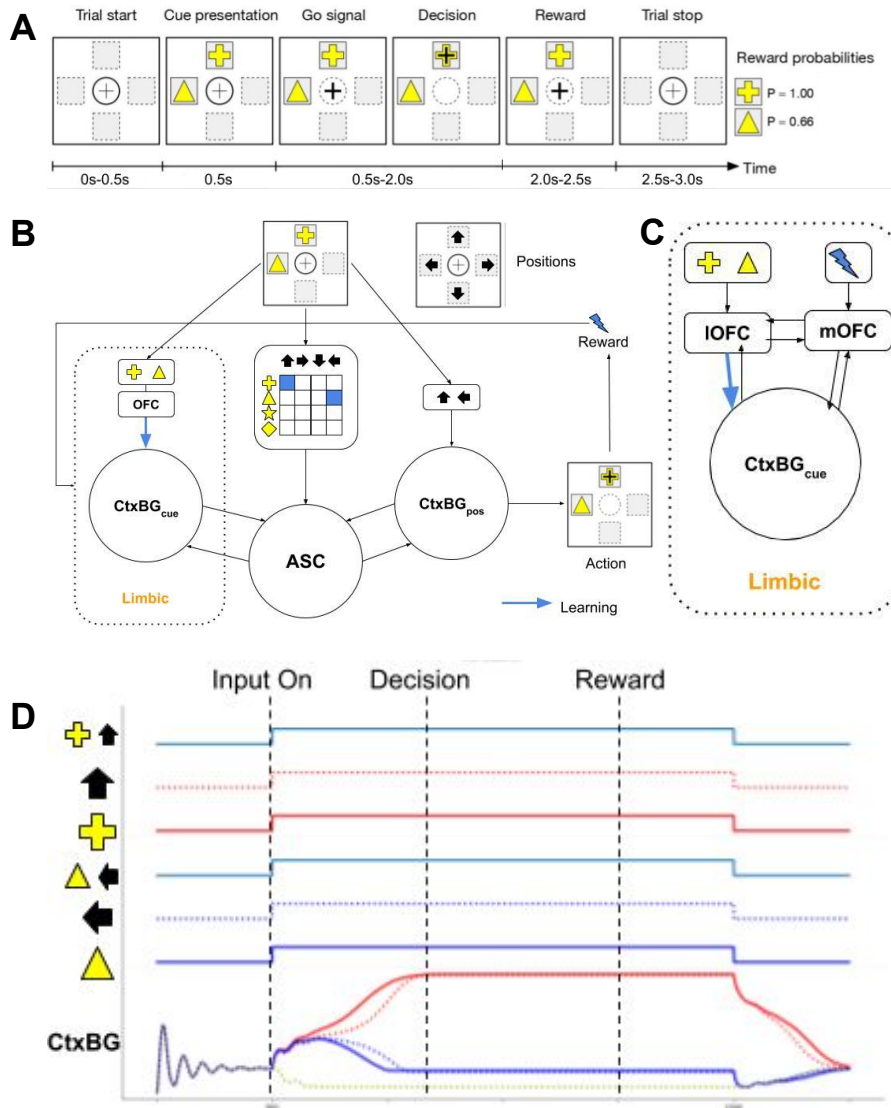 A
Trial start
Cue presentation
Go signal
Decision
Reward
Trial stop
Reward probabilities
P = 1.00
P = 0.66
Time
0s-0.5s
0.5s
0.5s-2.0s
2.0s-2.5s
2.5s-3.0s
B
Positions
Reward
OFC
CtxBGcue
ASC
CtxBGpos
Limbic
Action
Learning
C
lOFC
mOFC
CtxBGcue
Limbic
D
Input On
Decision
Reward
CtxBG